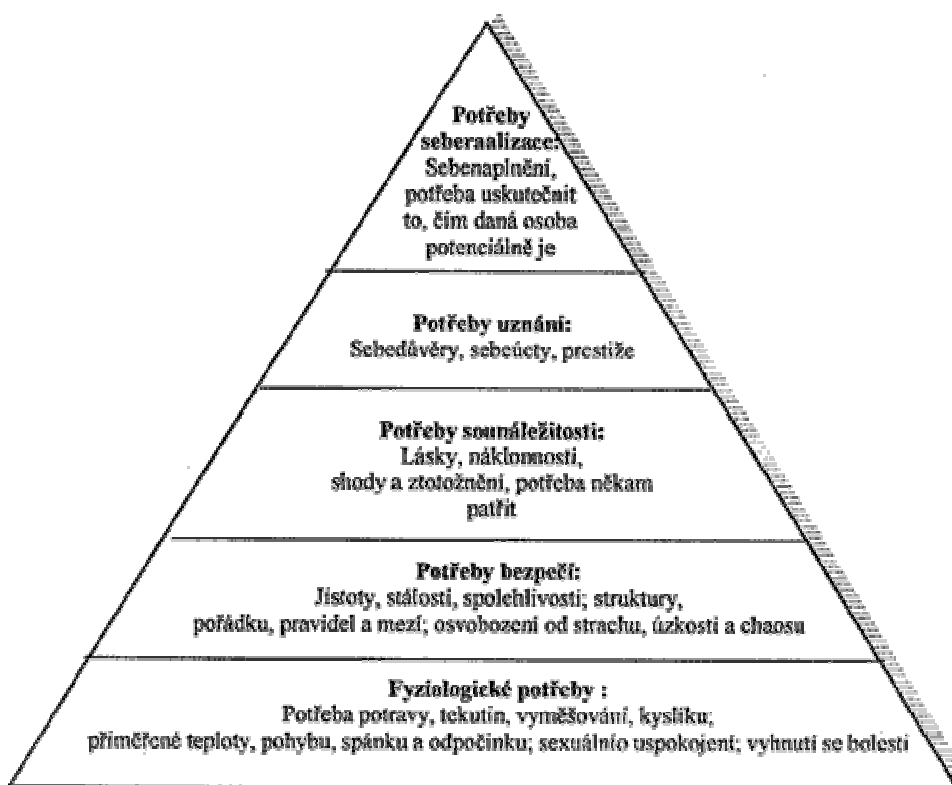 Potřeby
seberaalizace:
Sebenaplnění,
potřeba uskutečnit
to, čím daná osoba
potenciálně je
Potřeby uznání:
Sebedůvěry, sebeúcty, prestiže
Potřeby sounáležitosti:
Lásky, náklonnosti,
shody a ztotožnění, potřeba někam
patřit
Potřeby bezpečí:
Jistoty, stálosti, spolehlivosti; struktury,
pořádku, pravidel a mezí; osvobození od strachu, úzkosti a chaosu
Fyziologické potřeby :
Potřeba potravy, tekutin, vyměšování, kyslíku;
přiměřené teploty, pohybu, spánku a odpočinku; sexuálnío uspokojení; vyhnutí se bolesti